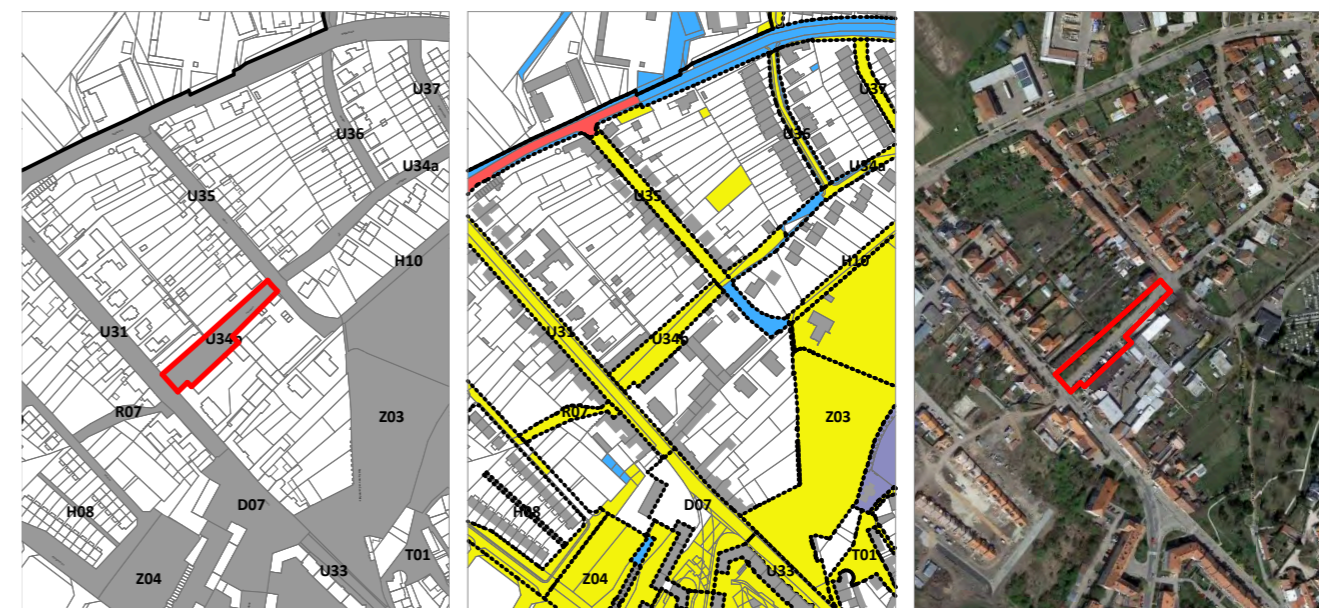 U37
U36
U34a
U35
H10
U31
U34b
R07
Z03
D07
H08
T01
U33
Z04
U37
U36
U34a
U35
H10
U31
U34b
R07
Z03
D07
H08
T01
U33
Z04